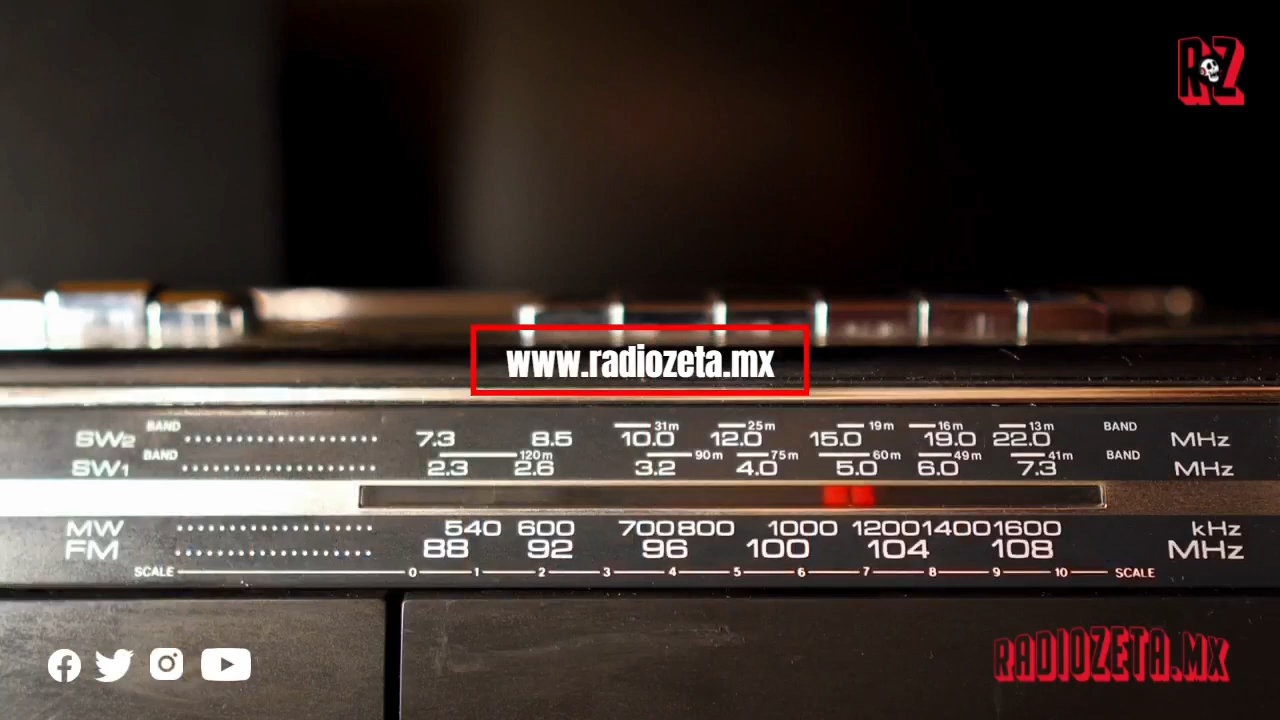 RZ
www.radiozeta.mx
BAND 31m 25m 19m 16m 13m BAND
SW2 7.3 8.5 10.0 12.0 15.0 19.0 22.0 MHz
BAND 120m 90m 75m 60m 49m 41m BAND
SW1 2.3 2.6 3.2 4.0 5.0 6.0 7.3 MHz
MW 540 600 700 800 1000 1200 1400 1600 kHz
FM 88 92 96 100 104 108 MHz
SCALE 0 1 2 3 4 5 6 7 8 9 10 SCALE
RADIOZETA.MX